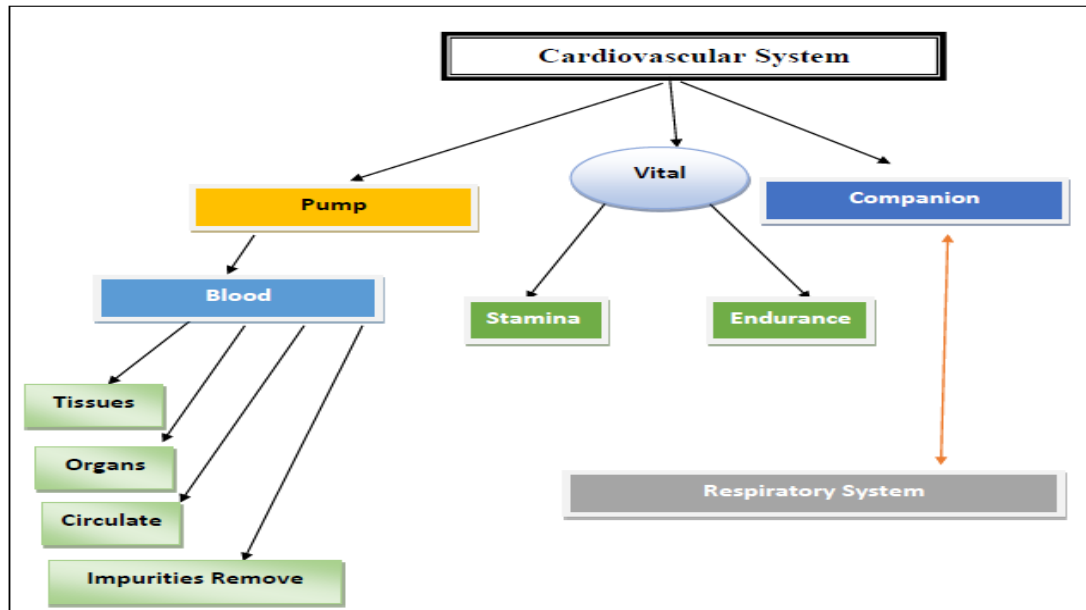 Cardiovascular System
Vital
Pump
Companion
Blood
Stamina
Endurance
Tissues
Organs
Respiratory System
Circulate
Impurities Remove